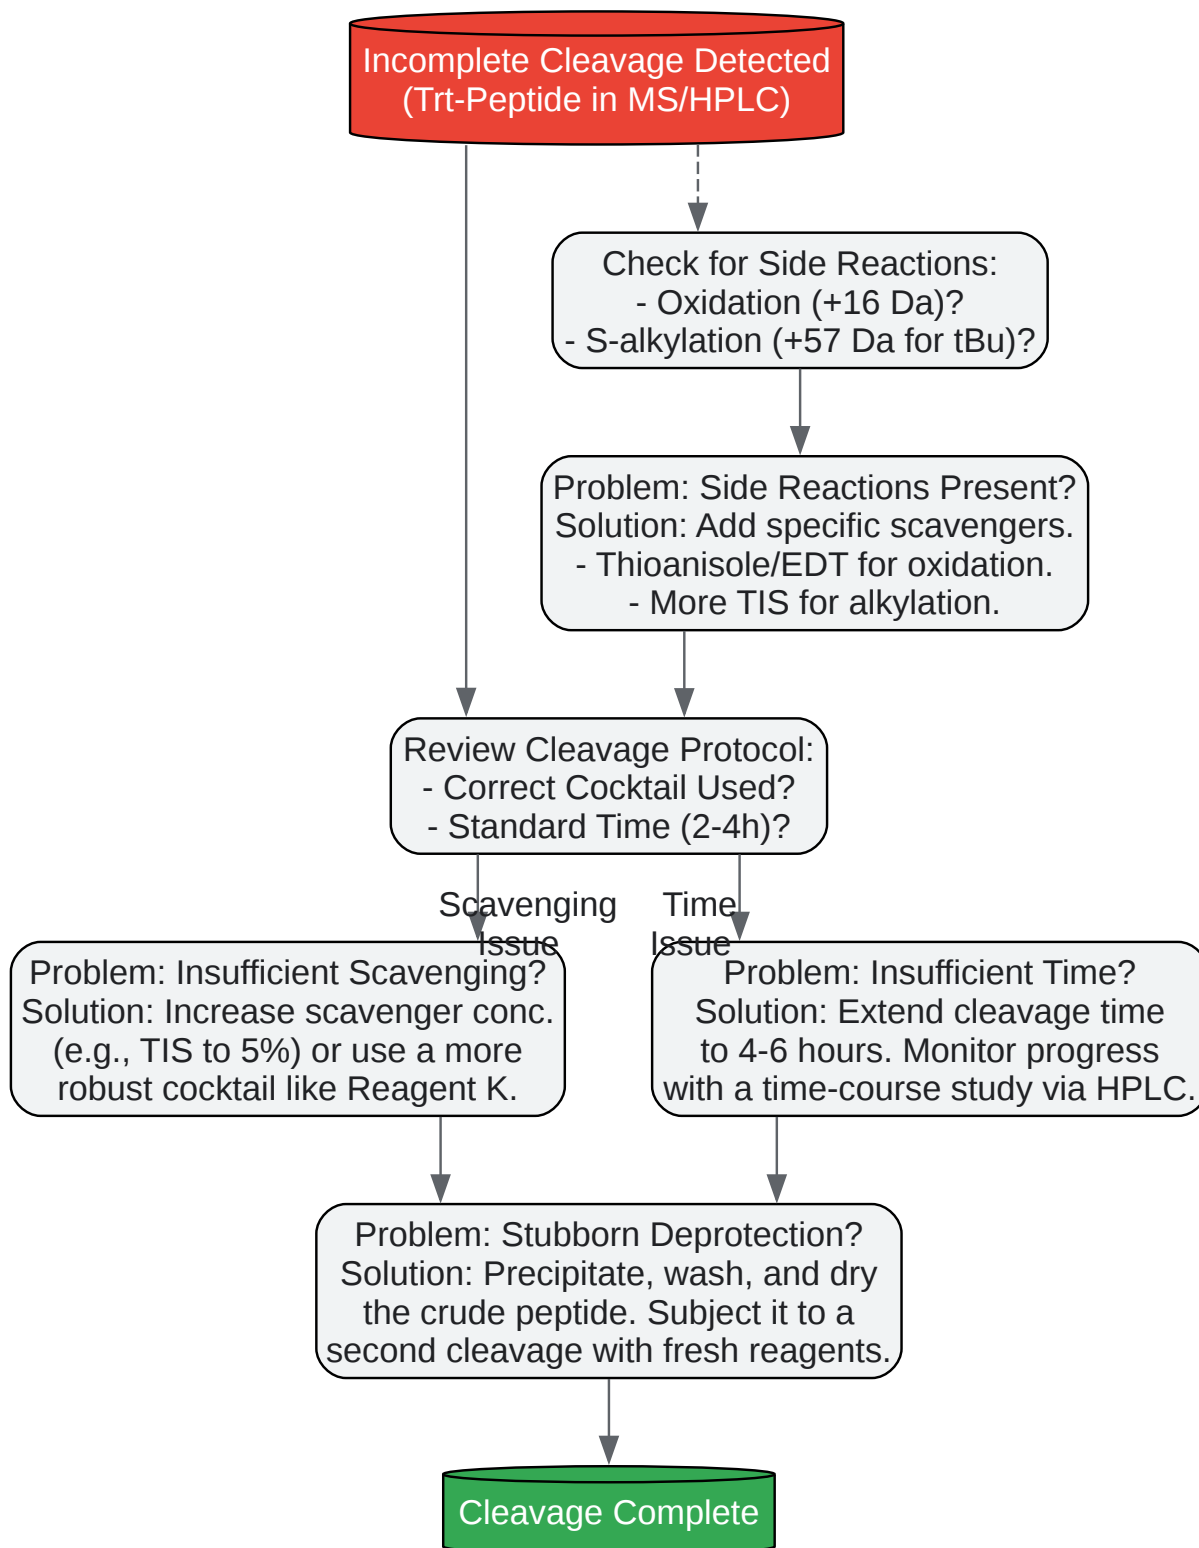 Incomplete Cleavage Detected
(Trt-Peptide in MS/HPLC)
Check for Side Reactions:
- Oxidation (+16 Da)?
- S-alkylation (+57 Da for tBu)?
Problem: Side Reactions Present?
Solution: Add specific scavengers.
- Thioanisole/EDT for oxidation.
- More TIS for alkylation.
Review Cleavage Protocol:
- Correct Cocktail Used?
- Standard Time (2-4h)?
Scavenging
Issue
Time
Issue
Problem: Insufficient Scavenging?
Solution: Increase scavenger conc.
(e.g., TIS to 5%) or use a more
robust cocktail like Reagent K.
Problem: Insufficient Time?
Solution: Extend cleavage time
to 4-6 hours. Monitor progress
with a time-course study via HPLC.
Problem: Stubborn Deprotection?
Solution: Precipitate, wash, and dry
the crude peptide. Subject it to a
second cleavage with fresh reagents.
Cleavage Complete